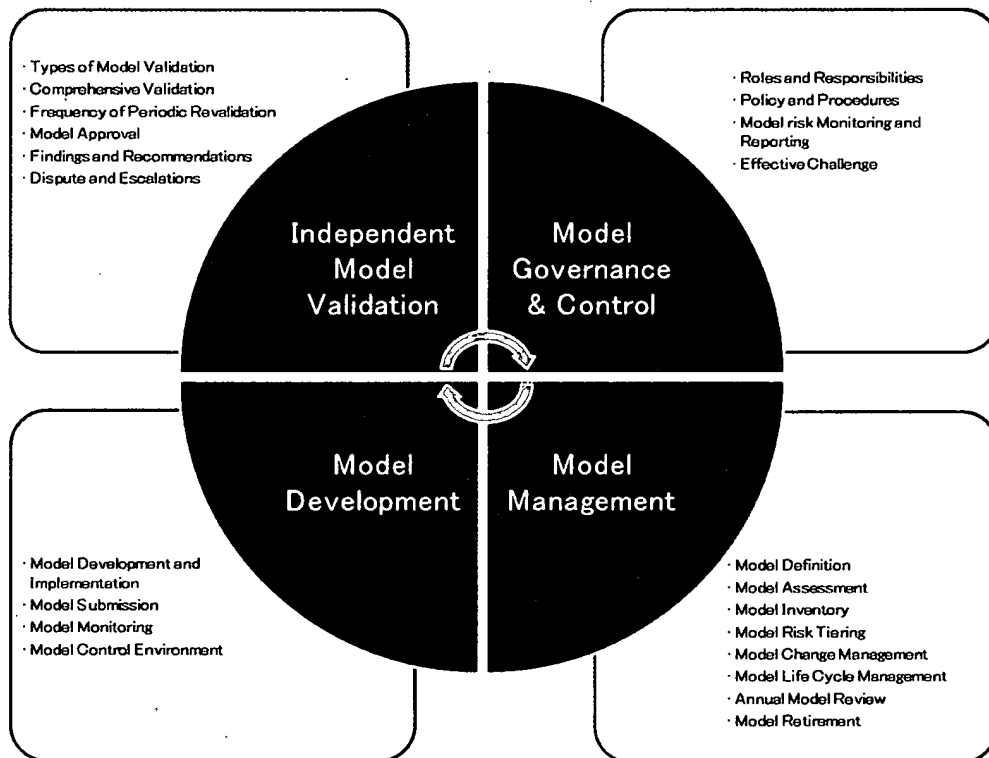 · Types of Model Validation
· Comprehensive Validation
· Frequency of Periodic Revalidation
· Model Approval
· Findings and Recommendations
· Dispute and Escalations
· Roles and Responsibilities
· Policy and Procedures
· Model risk Monitoring and
Reporting
· Effective Challenge
Independent
Model
Validation
Model
Governance
& Control
Model
Development
Model
Management
· Model Development and
Implementation
· Model Submission
· Model Monitoring
· Model Control Environment
· Model Definition
· Model Assessment
· Model Inventory
· Model Risk Tiering
· Model Change Management
· Model Life Cycle Management
· Annual Model Review
· Model Retirement